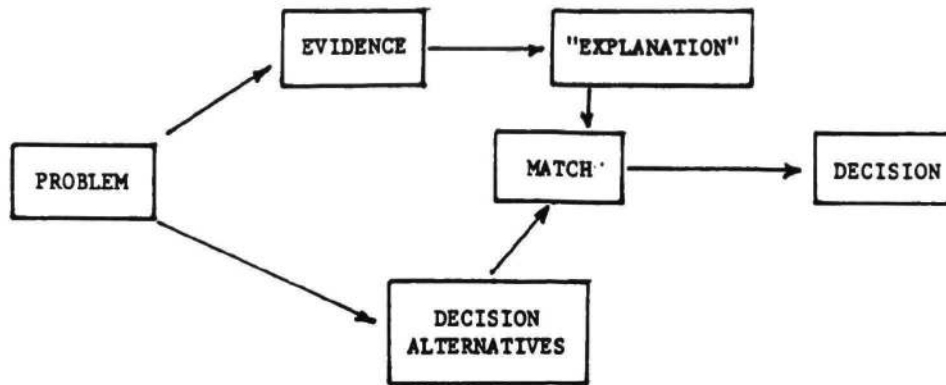 EVIDENCE
"EXPLANATION"
PROBLEM
MATCH
DECISION
DECISION
ALTERNATIVES